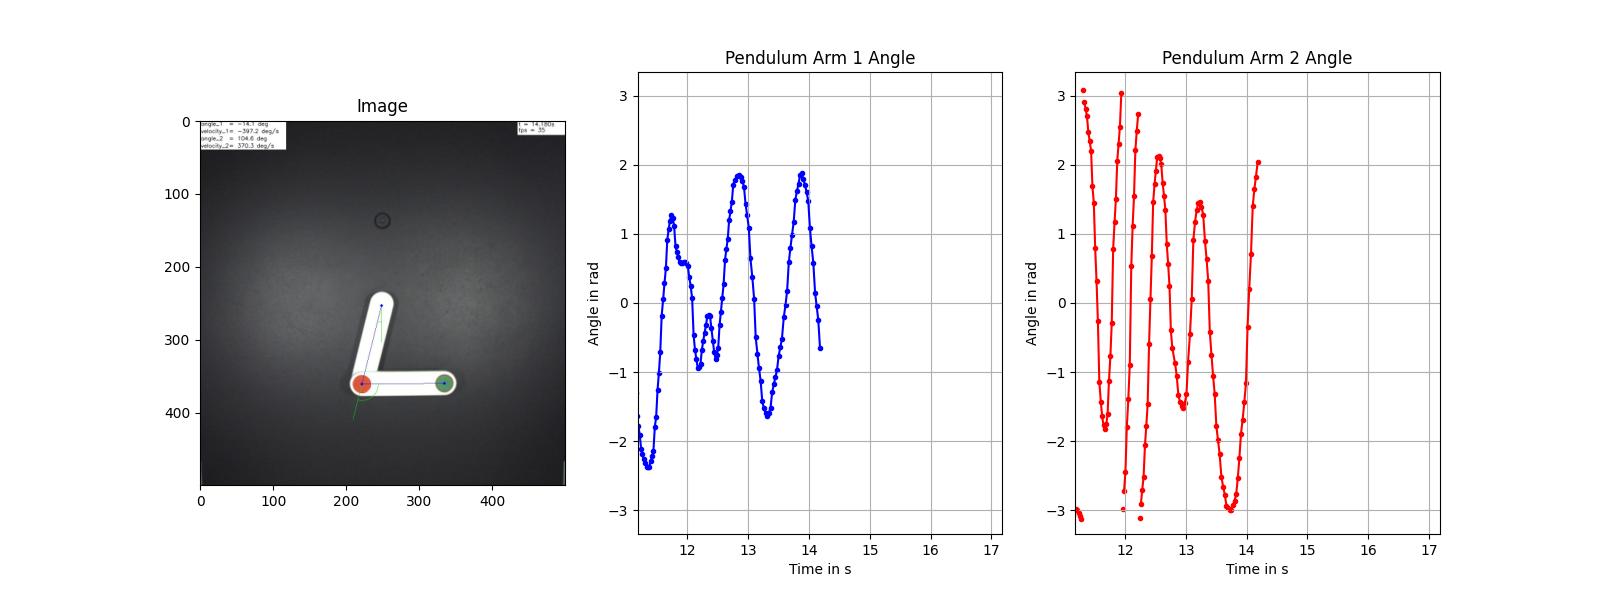 Image
angle_1 = -14.1 deg
velocity_1= -397.2 deg/s
angle_2 = 104.6 deg
velocity_2= 370.3 deg/s
t = 14.180s
fps = 35
0
100
200
300
400
0 100 200 300 400
Pendulum Arm 1 Angle
Angle in rad
3
2
1
0
−1
−2
−3
12 13 14 15 16 17
Time in s
Pendulum Arm 2 Angle
Angle in rad
3
2
1
0
−1
−2
−3
12 13 14 15 16 17
Time in s